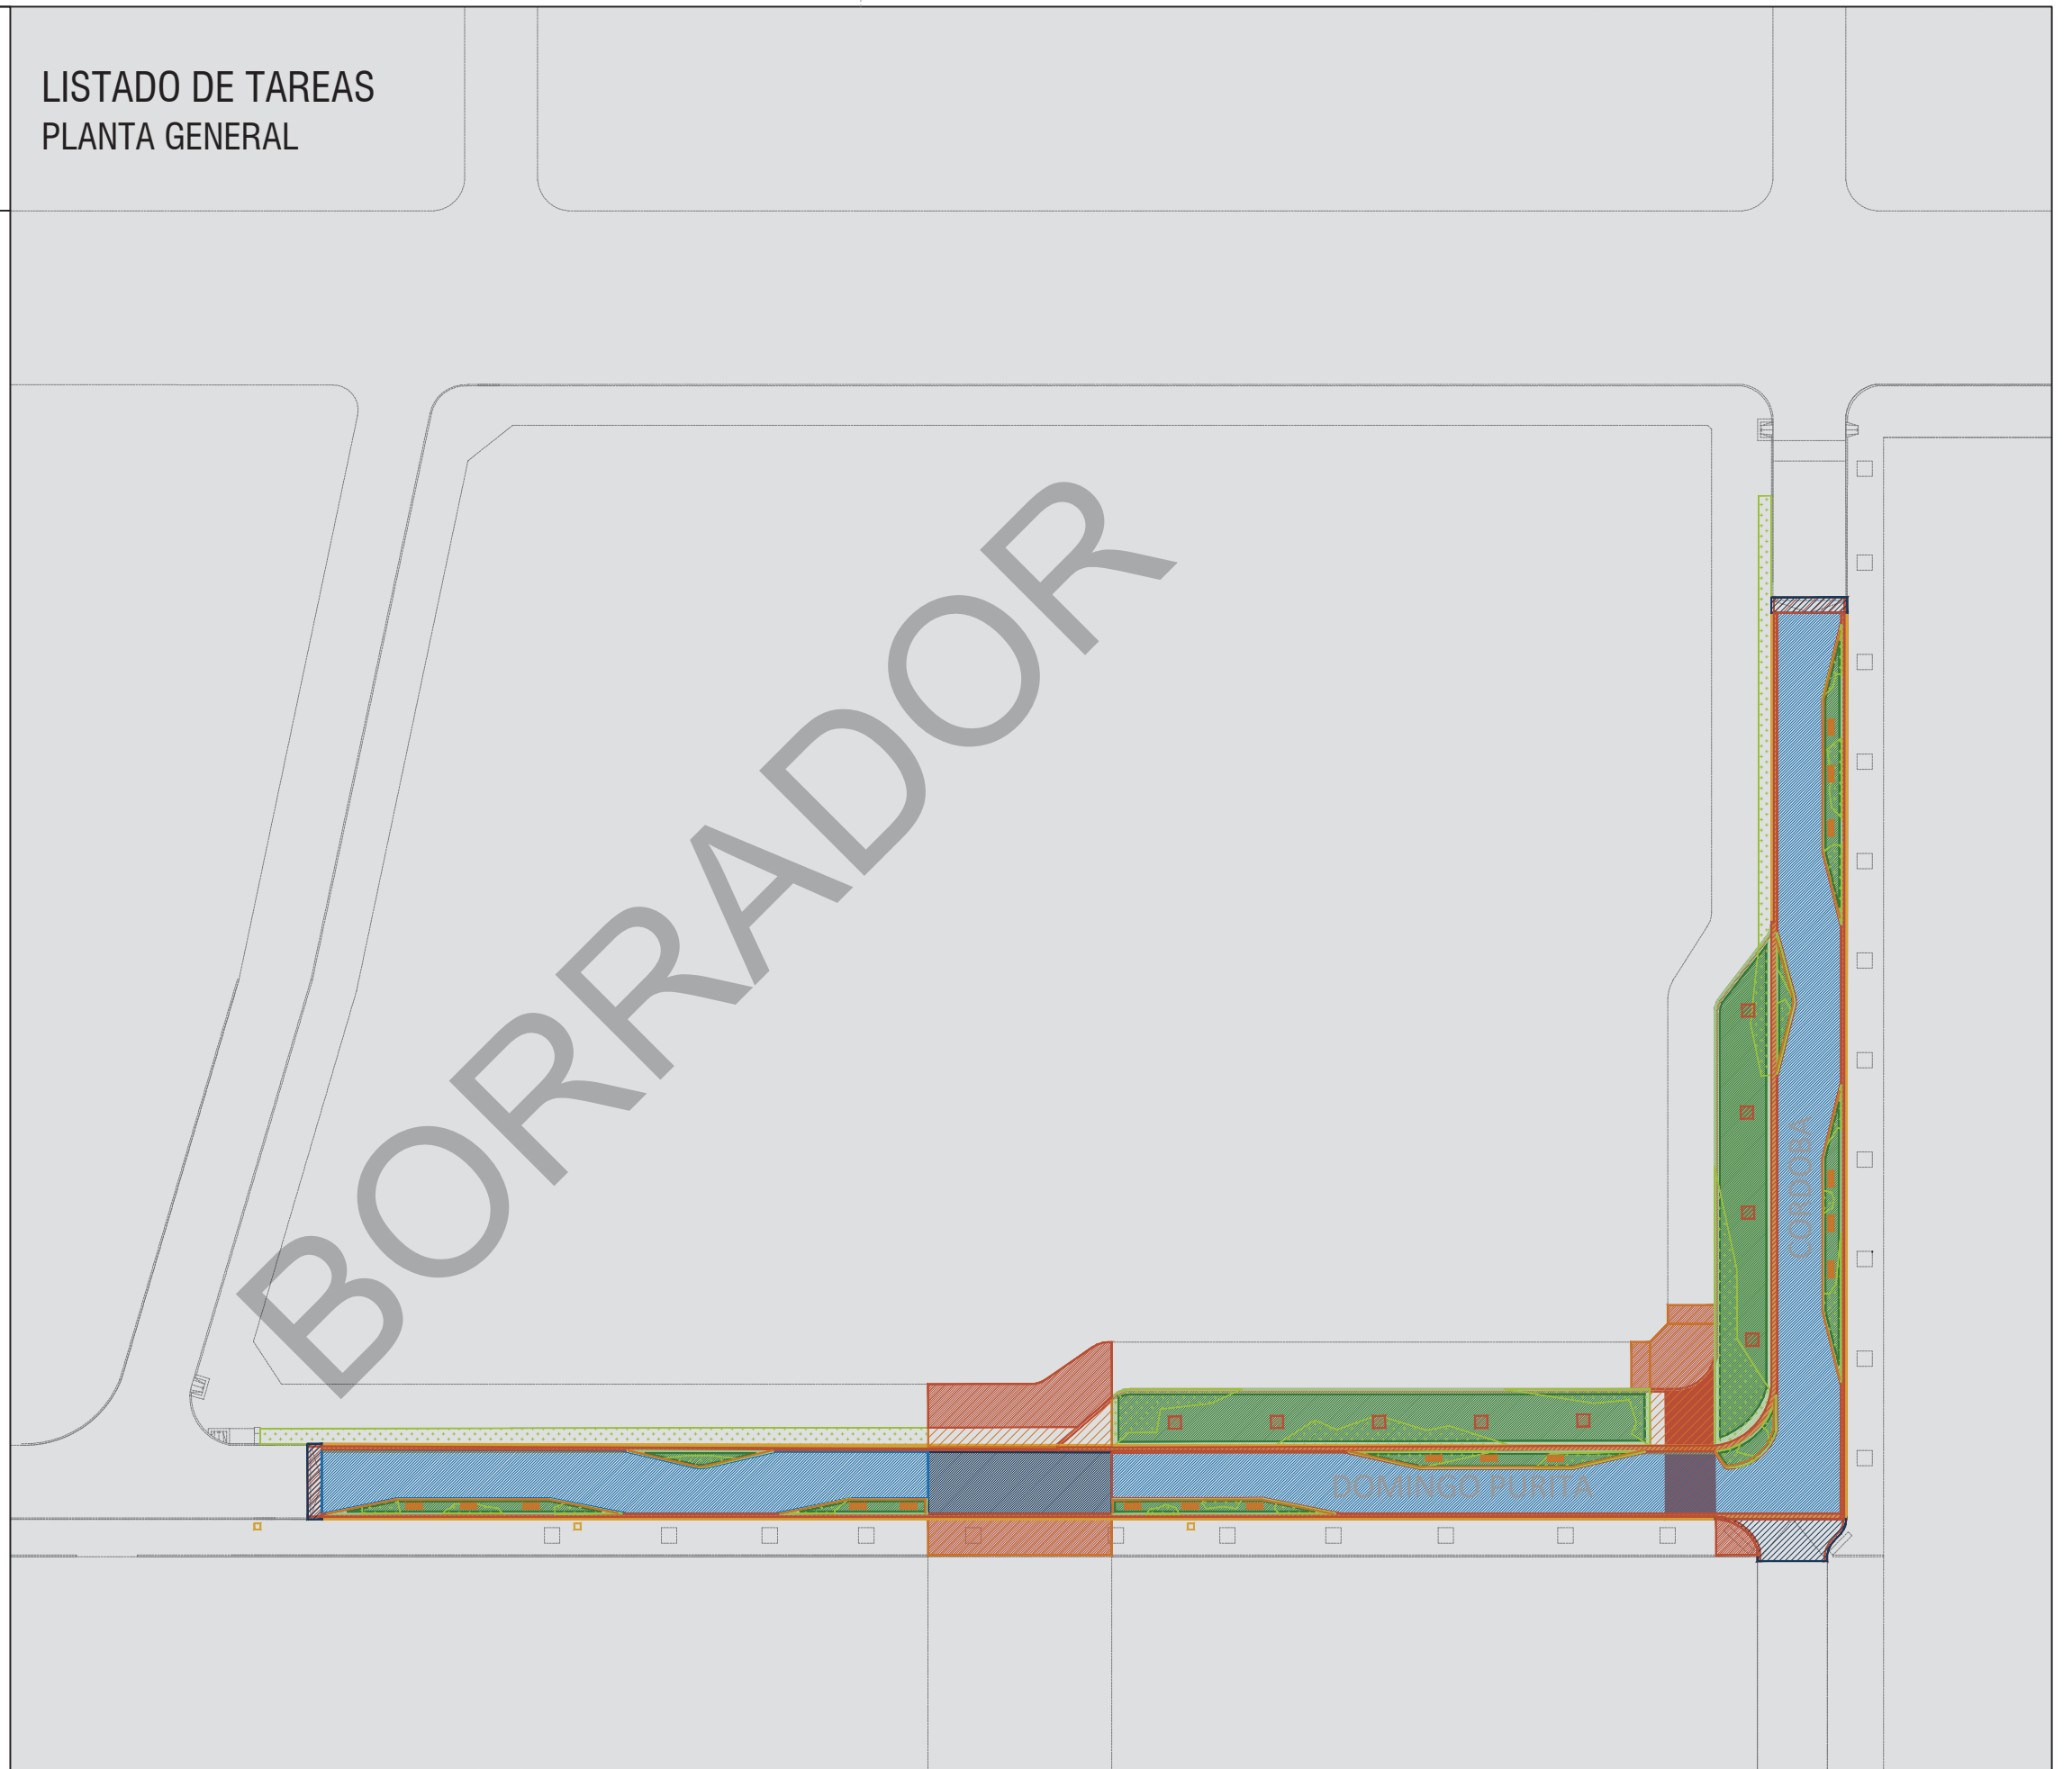 LISTADO DE TAREAS
PLANTA GENERAL
BORRADOR
CORDOBA
DOMINGO PURITA